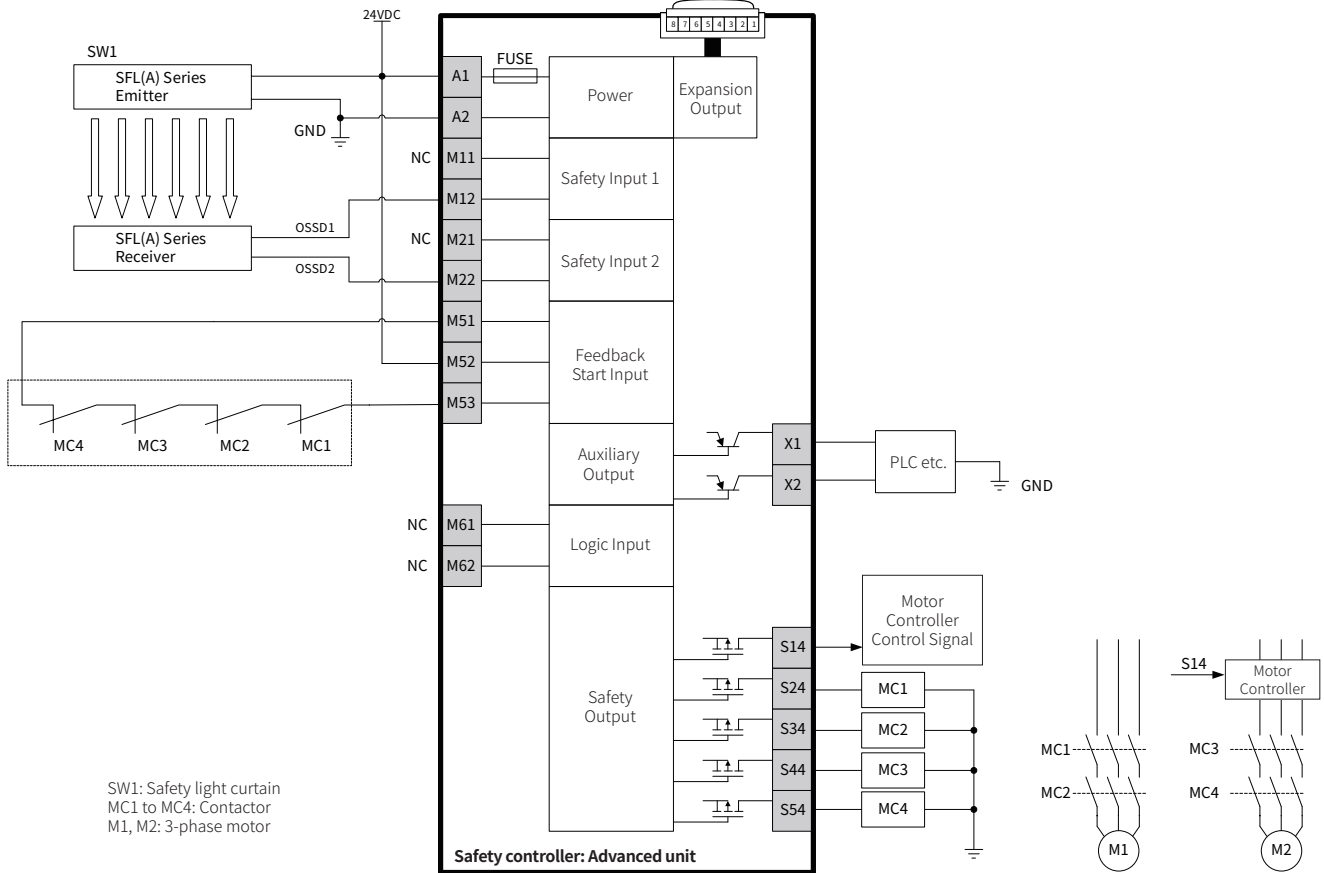 24VDC
8 7 6 5 4 3 2 1
SW1
SFL(A) Series
Emitter
A1
FUSE
Power
Expansion
Output
GND
A2
NC
M11
Safety Input 1
M12
SFL(A) Series
Receiver
OSSD1
OSSD2
NC
M21
Safety Input 2
M22
M51
M52
Feedback
Start Input
M53
MC4
MC3
MC2
MC1
Auxiliary
Output
X1
X2
PLC etc.
GND
NC
M61
Logic Input
NC
M62
Motor
Controller
Control Signal
S14
Safety
Output
S24
MC1
S34
MC2
S44
MC3
S54
MC4
S14
Motor
Controller
MC1
MC2
M1
MC3
MC4
M2
SW1: Safety light curtain
MC1 to MC4: Contactor
M1, M2: 3-phase motor
Safety controller: Advanced unit